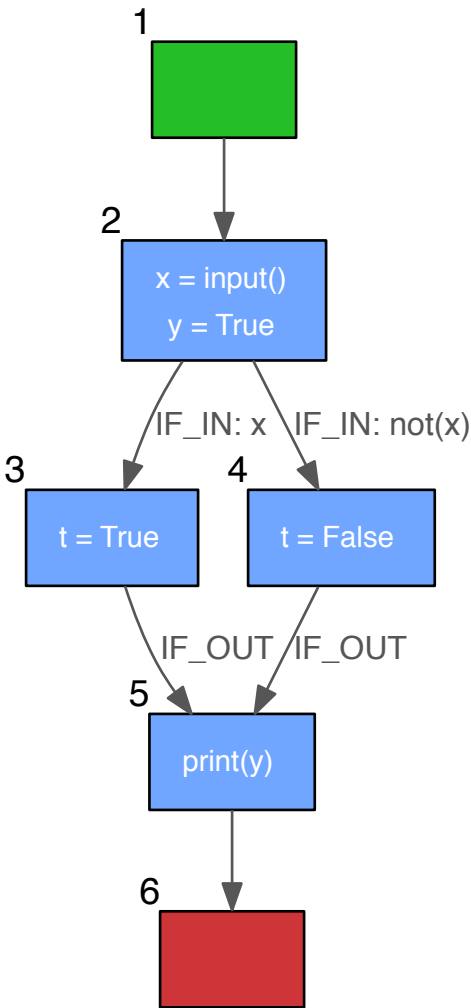 1
2
x = input()
y = True
IF_IN: x
IF_IN: not(x)
3
4
t = True
t = False
IF_OUT
IF_OUT
5
print(y)
6